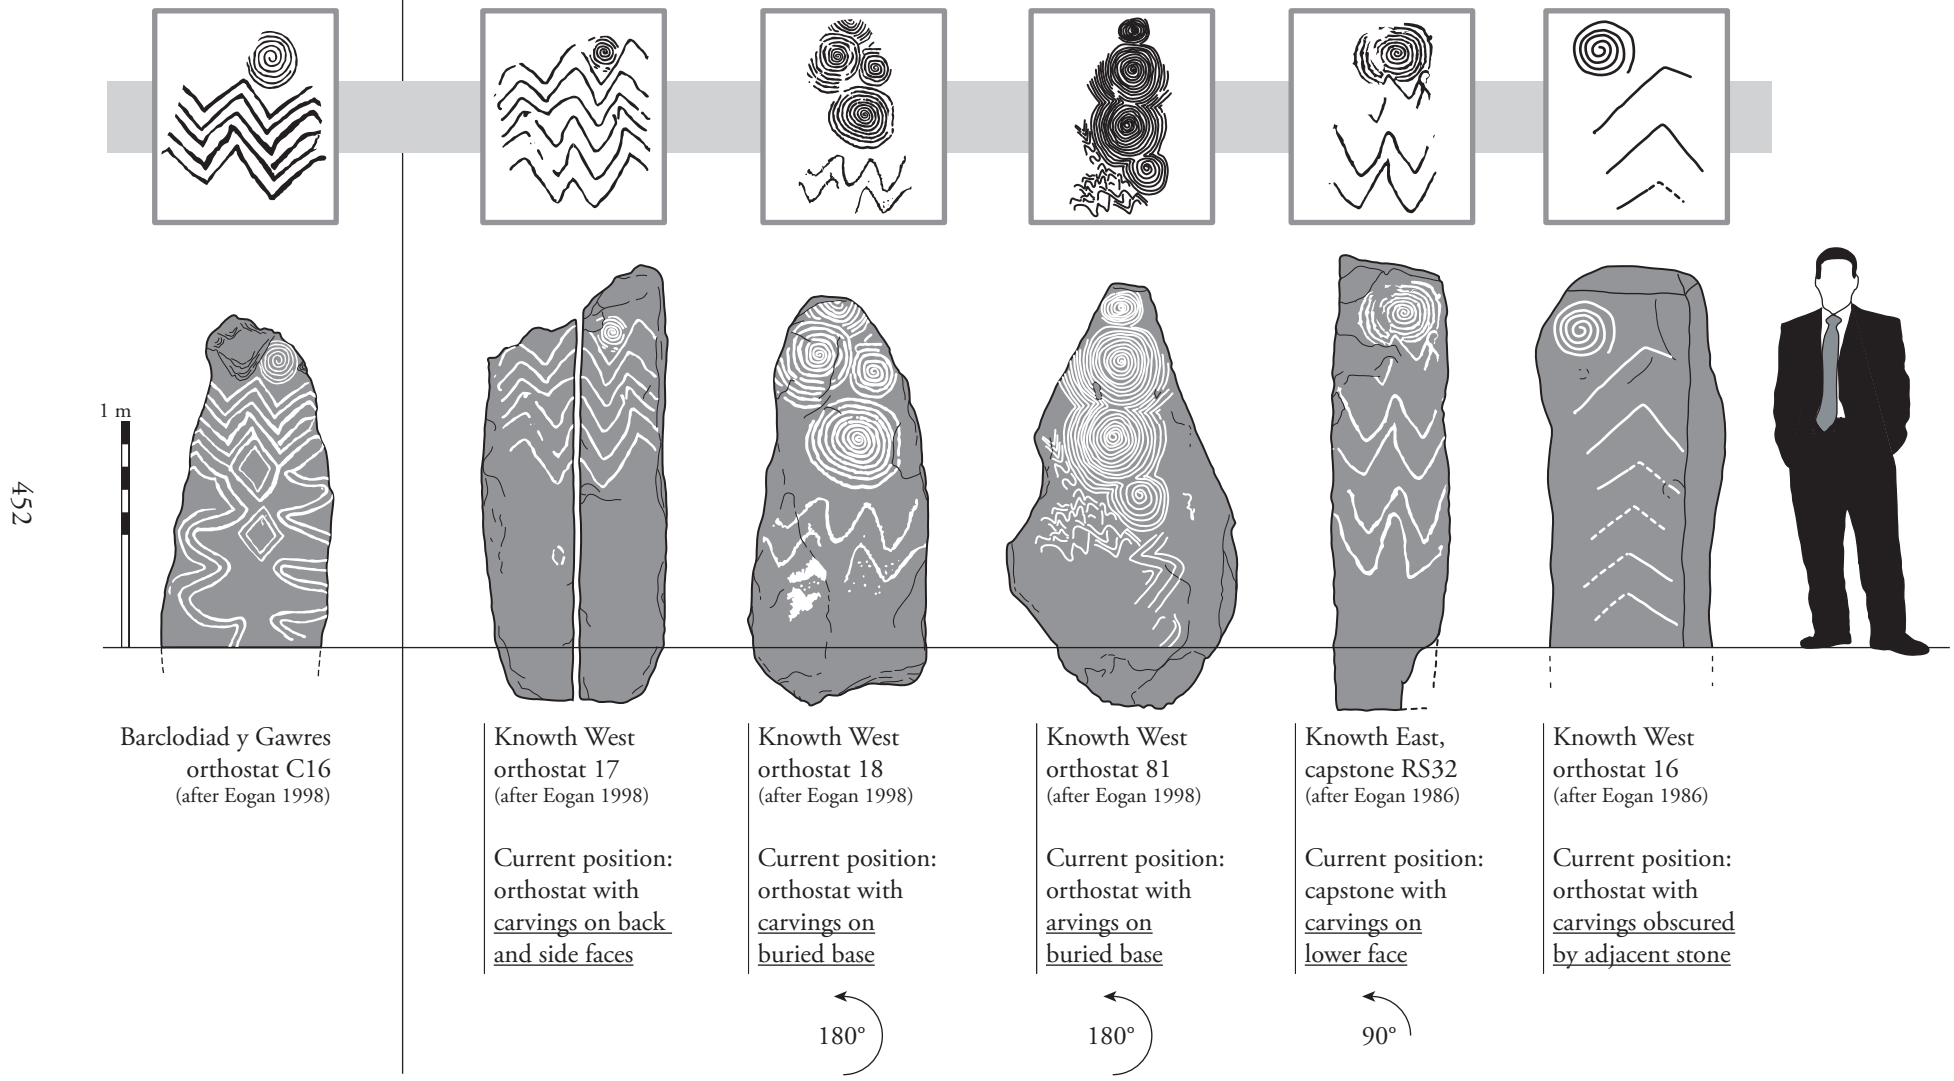 1 m
452
Barclodiad y Gawres
orthostat C16
(after Eogan 1998)
Knowth West
orthostat 17
(after Eogan 1998)
Current position:
orthostat with
carvings on back
and side faces
Knowth West
orthostat 18
(after Eogan 1998)
Current position:
orthostat with
carvings on
buried base
180°
Knowth West
orthostat 81
(after Eogan 1998)
Current position:
orthostat with
arvings on
buried base
180°
Knowth East,
capstone RS32
(after Eogan 1986)
Current position:
capstone with
carvings on
lower face
90°
Knowth West
orthostat 16
(after Eogan 1986)
Current position:
orthostat with
carvings obscured
by adjacent stone